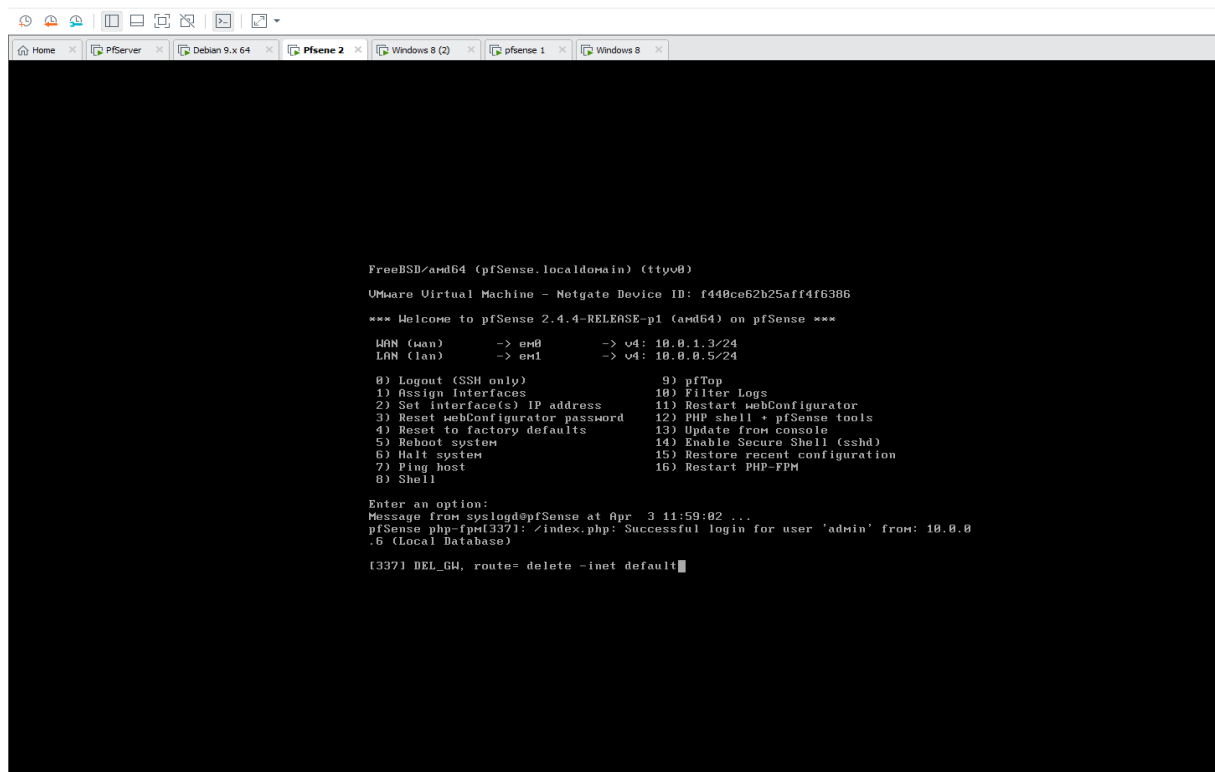 Home
PfServer
Debian 9.x 64
Pfsene 2
Windows 8 (2)
pfsense 1
Windows 8
FreeBSD/amd64 (pfSense.localdomain) (ttyv0)
VMware Virtual Machine - Netgate Device ID: f440ce62b25aff4f6386
*** Welcome to pfSense 2.4.4-RELEASE-p1 (amd64) on pfSense ***
WAN (wan) -> em0 -> v4: 10.0.1.3/24
LAN (lan) -> em1 -> v4: 10.0.0.5/24
0) Logout (SSH only) 9) pfTop
1) Assign Interfaces 10) Filter Logs
2) Set interface(s) IP address 11) Restart webConfigurator
3) Reset webConfigurator password 12) PHP shell + pfSense tools
4) Reset to factory defaults 13) Update from console
5) Reboot system 14) Enable Secure Shell (sshd)
6) Halt system 15) Restore recent configuration
7) Ping host 16) Restart PHP-FPM
8) Shell
Enter an option:
Message from syslogd@pfSense at Apr 3 11:59:02 ...
pfSense php-fpm[337]: /index.php: Successful login for user 'admin' from: 10.0.0
.6 (Local Database)
[337] DEL_GW, route= delete -inet default